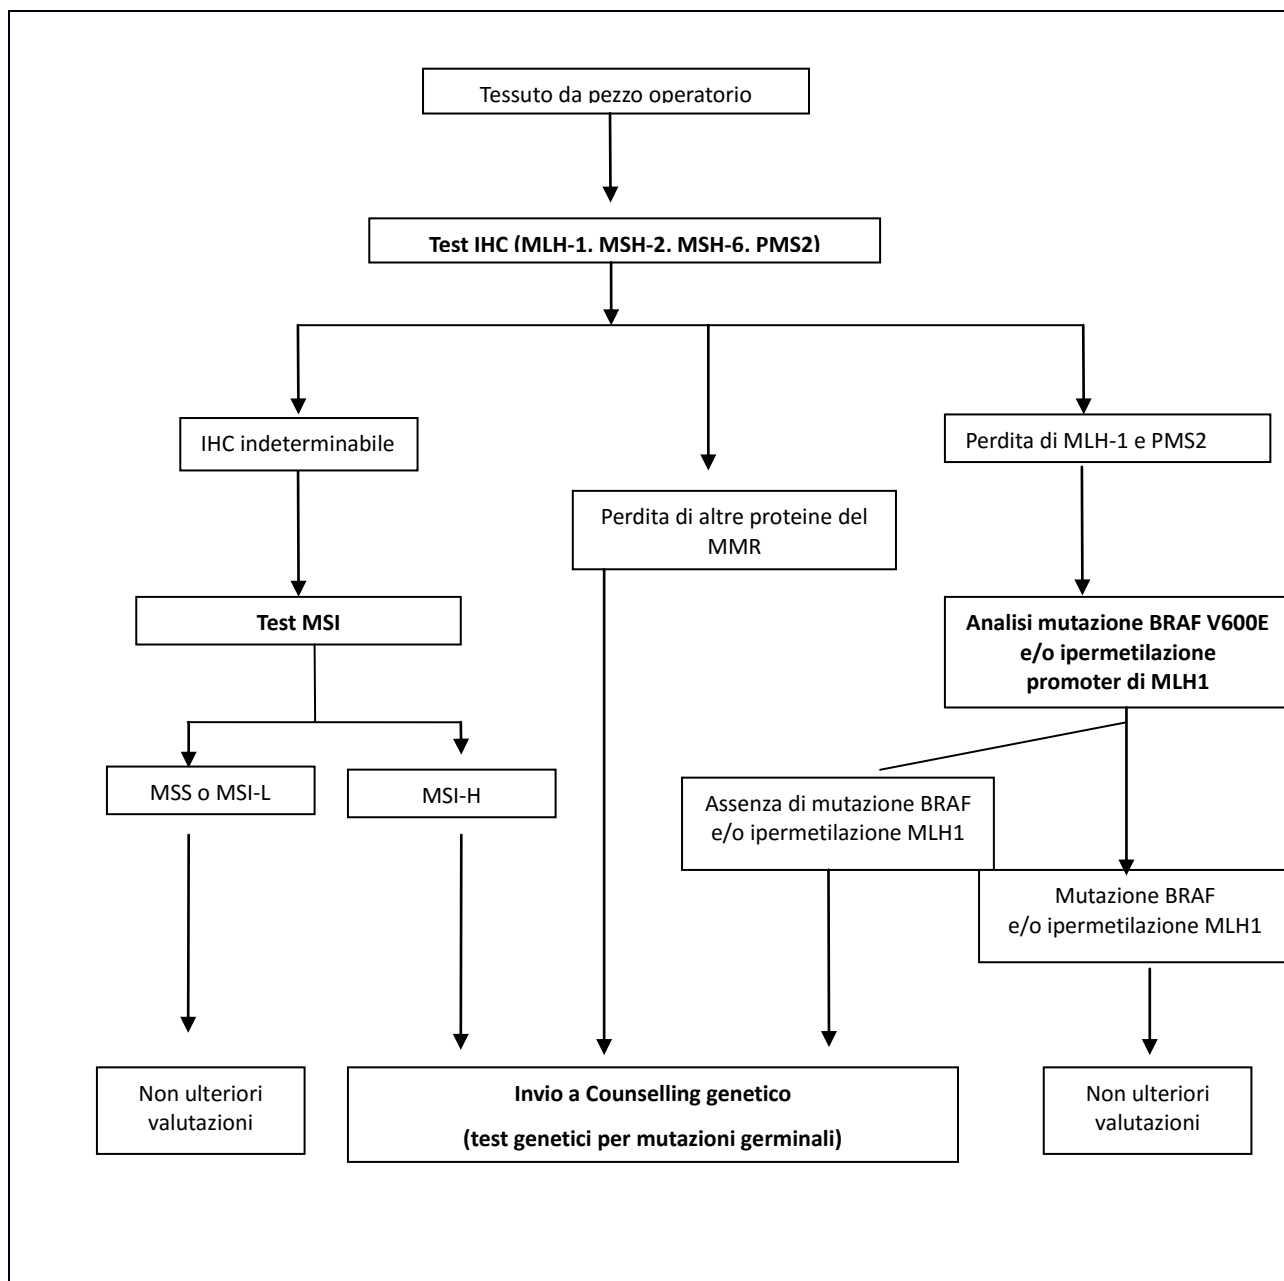 Tessuto da pezzo operatorio
Test IHC (MLH-1. MSH-2. MSH-6. PMS2)
IHC indeterminabile
Perdita di MLH-1 e PMS2
Perdita di altre proteine del
MMR
Test MSI
Analisi mutazione BRAF V600E
e/o ipermetilazione
promoter di MLH1
MSS o MSI-L
MSI-H
Assenza di mutazione BRAF
e/o ipermetilazione MLH1
Mutazione BRAF
e/o ipermetilazione MLH1
Non ulteriori
valutazioni
Invio a Counselling genetico
(test genetici per mutazioni germinali)
Non ulteriori
valutazioni